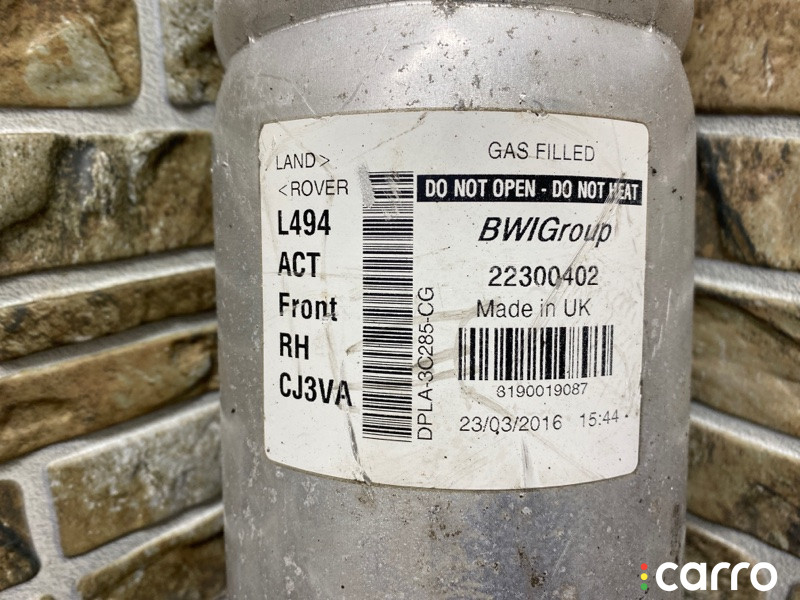 LAND >
< ROVER
L494
ACT
Front
RH
CJ3VA
DPLA-3C285-CG
GAS FILLED
DO NOT OPEN - DO NOT HEAT
BWIGroup
22300402
Made in UK
6190019087
23/03/2016 15:44
carro